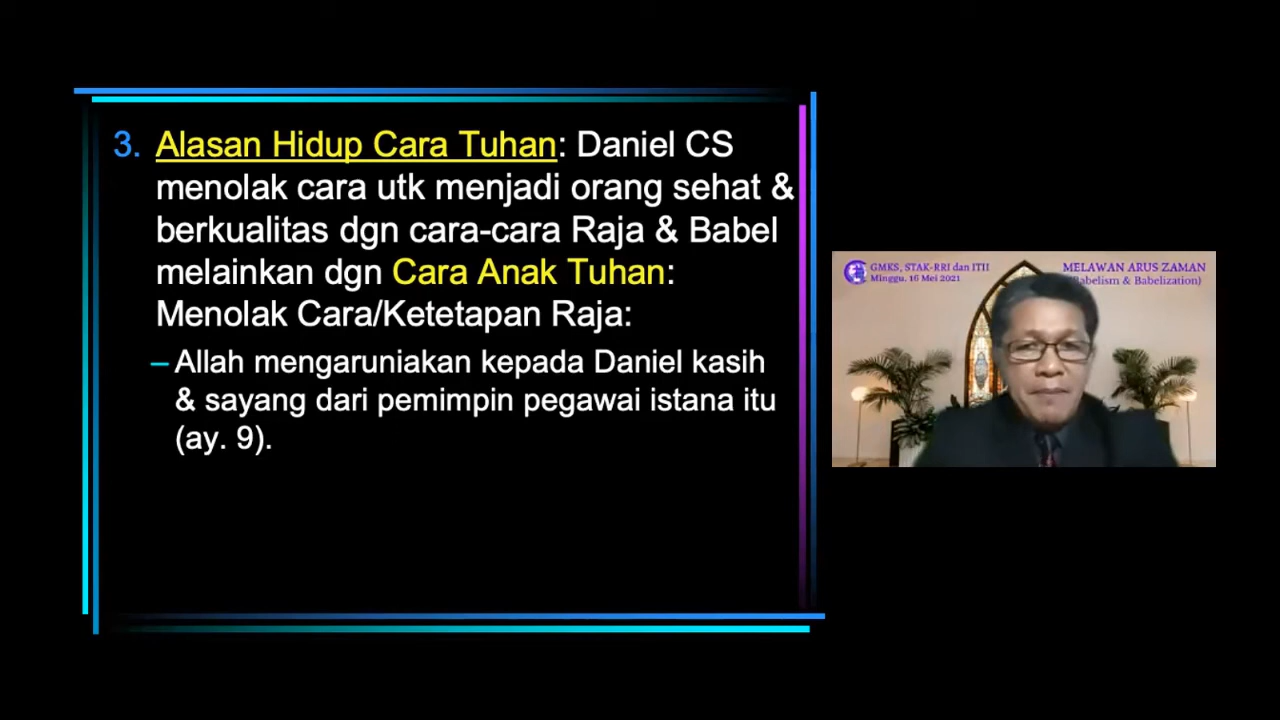 3. Alasan Hidup Cara Tuhan: Daniel CS
menolak cara utk menjadi orang sehat &
berkualitas dgn cara-cara Raja & Babel
melainkan dgn Cara Anak Tuhan:
Menolak Cara/Ketetapan Raja:
– Allah mengaruniakan kepada Daniel kasih
& sayang dari pemimpin pegawai istana itu
(ay. 9).
GMKS, STAK-RRI dan ITII
Minggu, 16 Mei 2021
MELAWAN ARUS ZAMAN
(Babelism & Babelization)